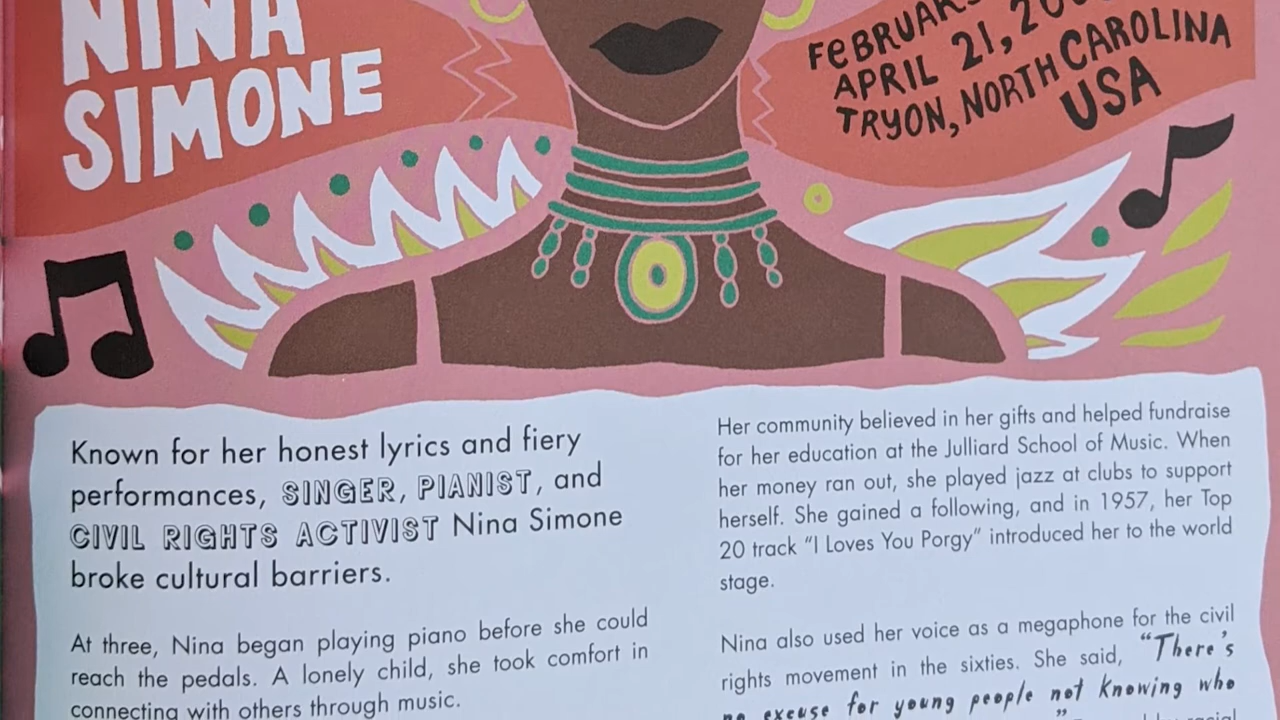 NINA
SIMONE
APRIL 21,
TRYON, NORTH CAROLINA
USA
Known for her honest lyrics and fiery
performances, SINGER, PIANIST, and
CIVIL RIGHTS ACTIVIST Nina Simone
broke cultural barriers.
At three, Nina began playing piano before she could
reach the pedals. A lonely child, she took comfort in
connecting with others through music.
Her community believed in her gifts and helped fundraise
for her education at the Julliard School of Music. When
her money ran out, she played jazz at clubs to support
herself. She gained a following, and in 1957, her Top
20 track "I Loves You Porgy" introduced her to the world
stage.
Nina also used her voice as a megaphone for the civil
rights movement in the sixties. She said, "There's
no excuse for young people not knowing who